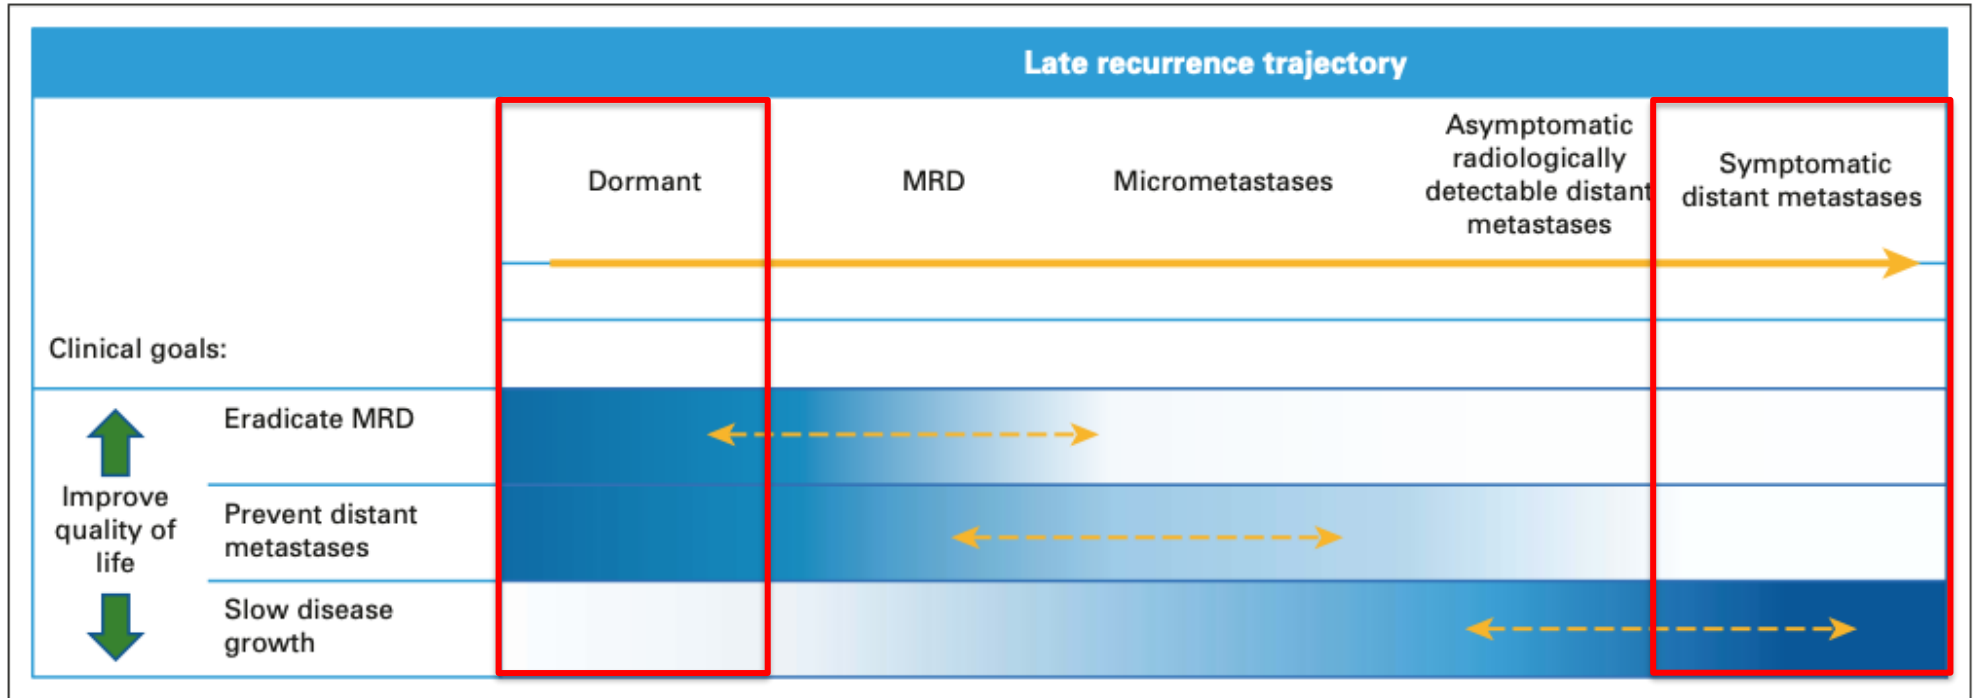 Late recurrence trajectory
Dormant
MRD
Micrometastases
Asymptomatic
radiologically
detectable distant
metastases
Symptomatic
distant metastases
Clinical goals:
Improve
quality of
life
Eradicate MRD
Prevent distant
metastases
Slow disease
growth